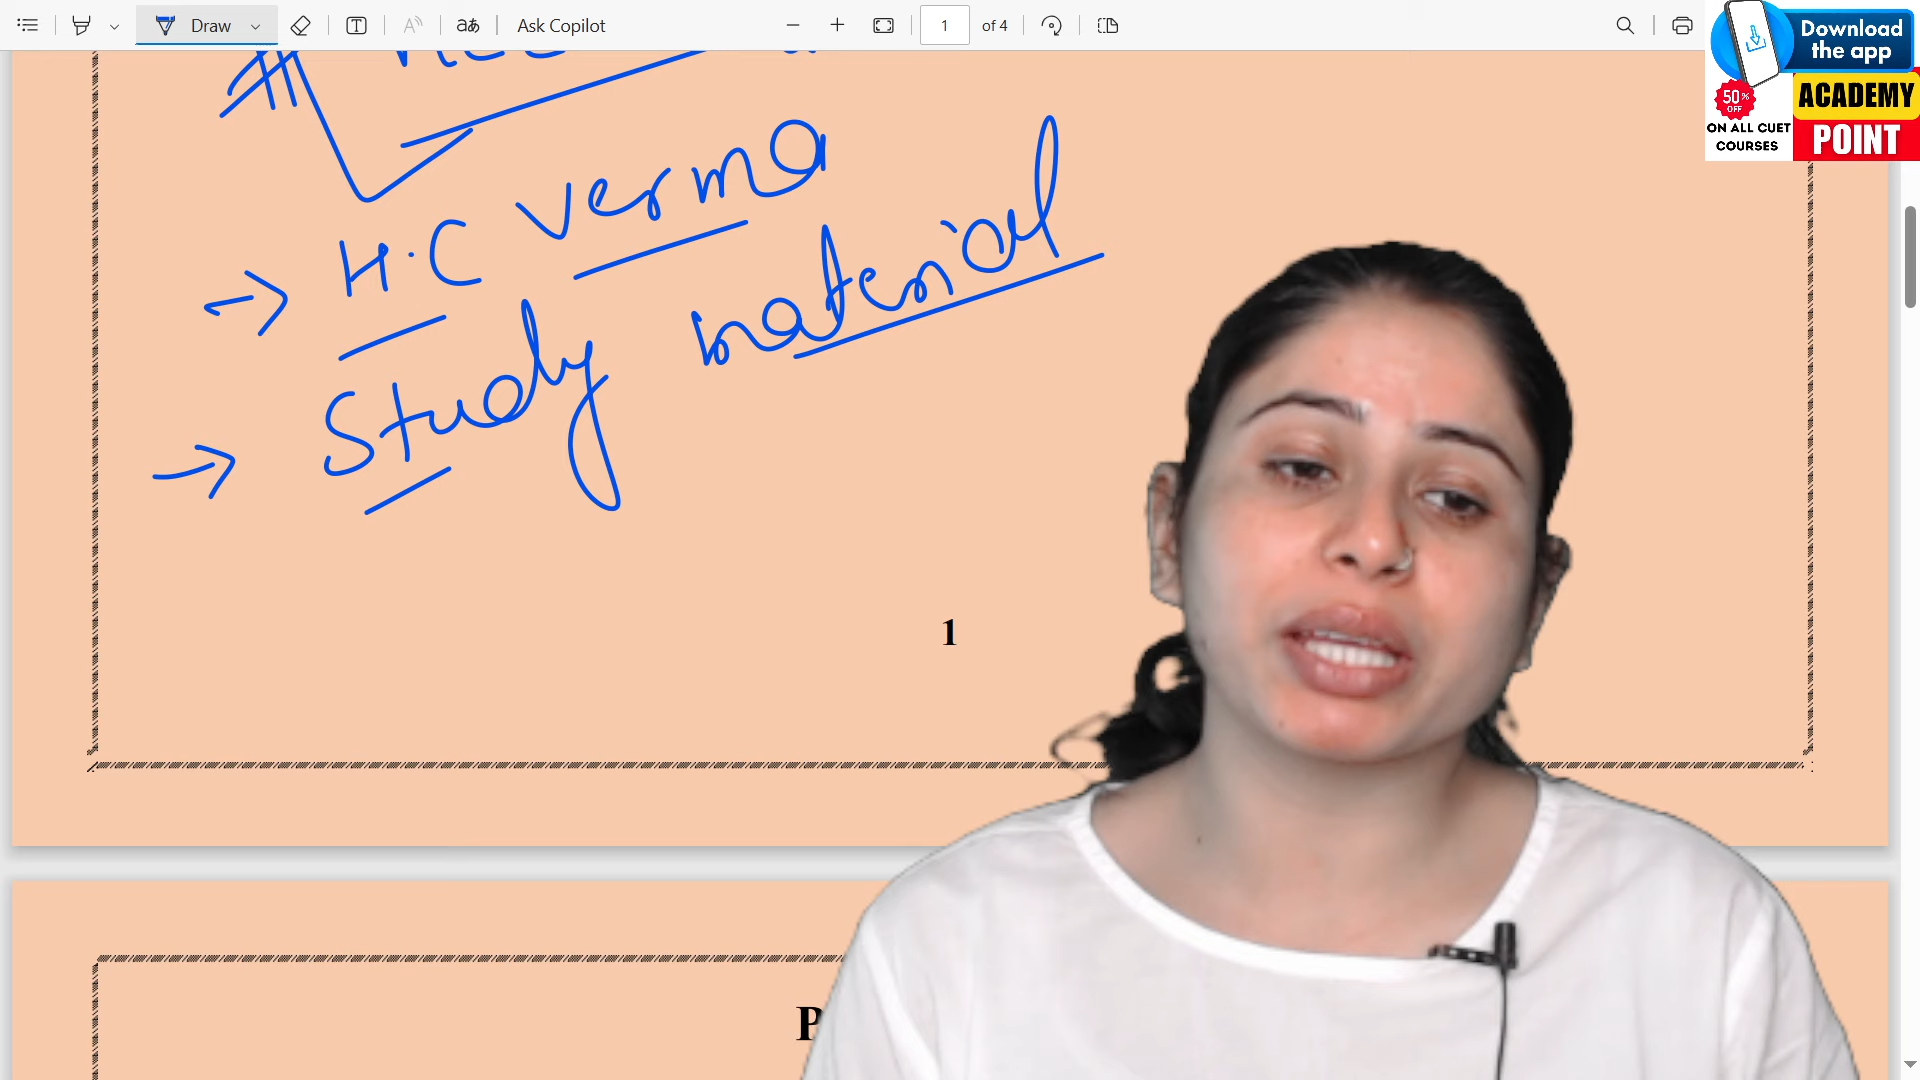 Draw
Ask Copilot
1
of 4
Download
the app
50%
OFF
ACADEMY
ON ALL CUET
COURSES
POINT
→ H.C Verma
→ Study material
1